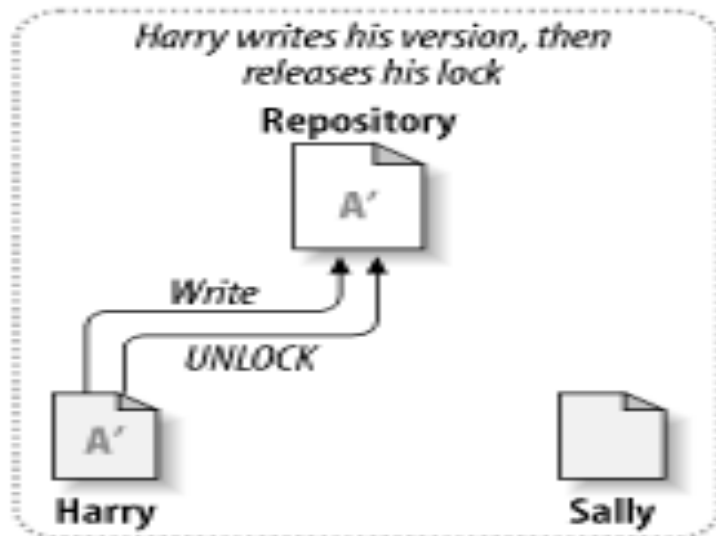 Harry writes his version, then
releases his lock
Repository
A′
Write
UNLOCK
A′
Harry
Sally